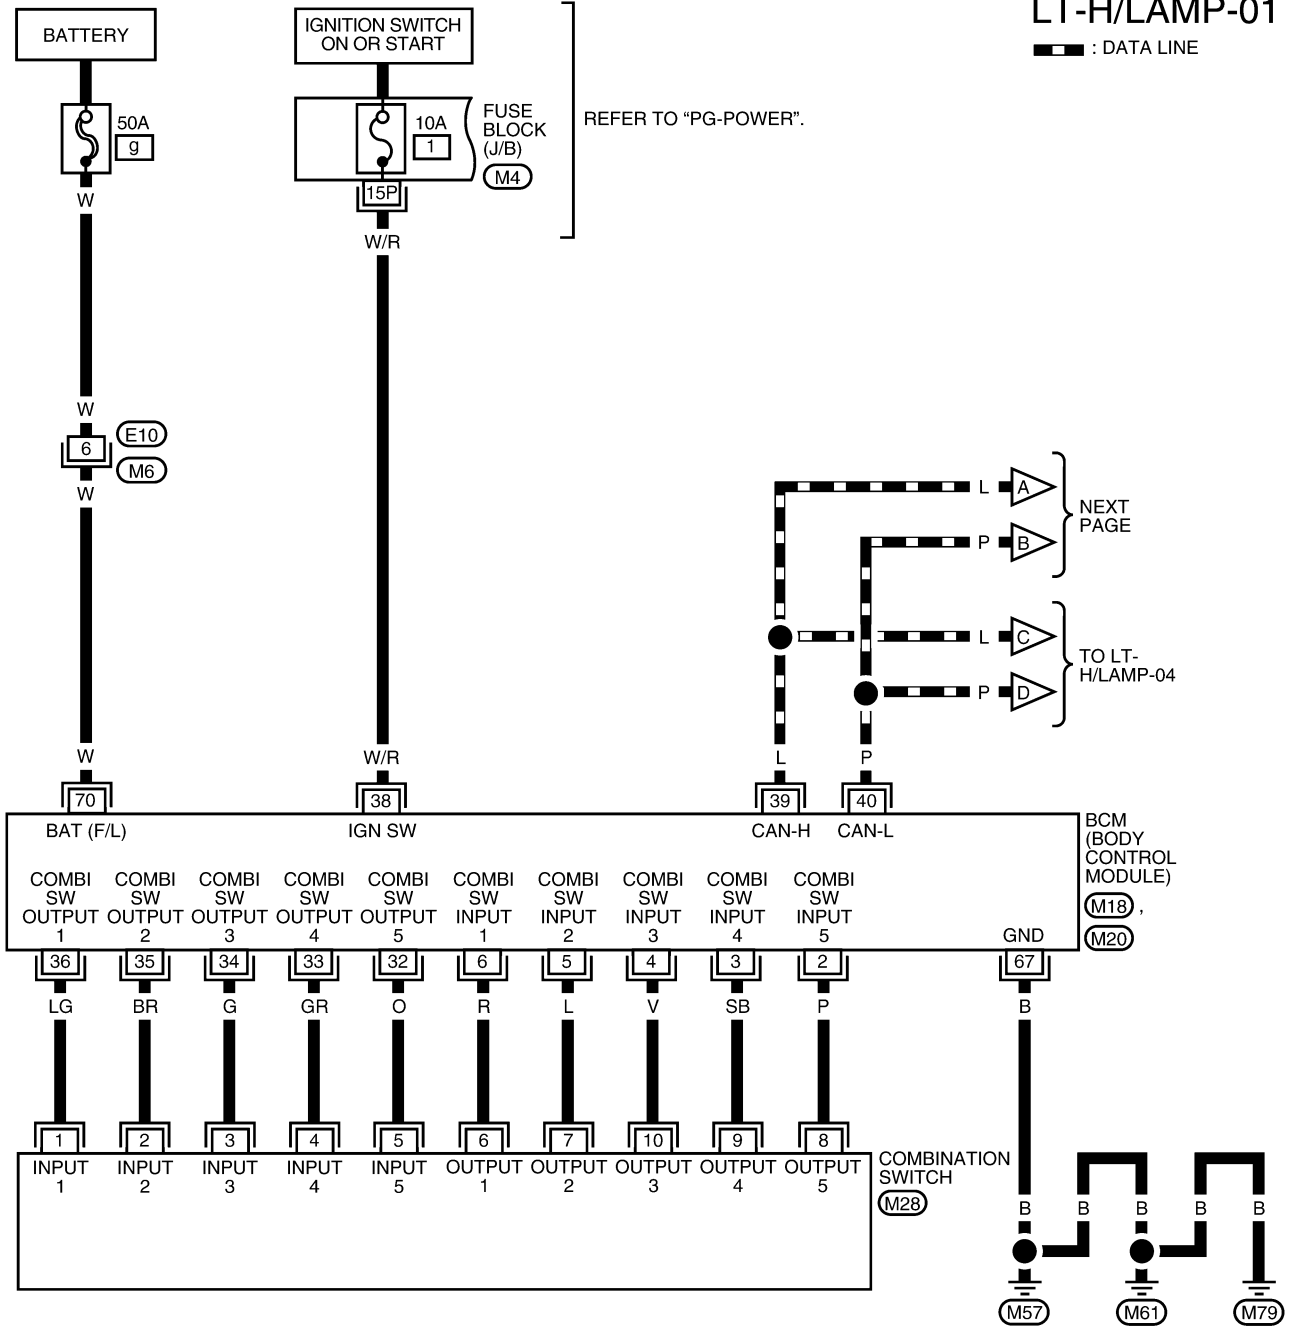 LT-H/LAMP-01
: DATA LINE
BATTERY
IGNITION SWITCH
ON OR START
50A
g
10A
1
FUSE
BLOCK
(J/B)
M4
REFER TO “PG-POWER”.
15P
W
W/R
W
6
E10
M6
W
L
A
P
B
NEXT
PAGE
L
C
P
D
TO LT-
H/LAMP-04
W
W/R
L
P
70
38
39
40
BAT (F/L)
IGN SW
CAN-H
CAN-L
BCM
(BODY
CONTROL
MODULE)
M18 ,
M20
COMBI
SW
OUTPUT
1
COMBI
SW
OUTPUT
2
COMBI
SW
OUTPUT
3
COMBI
SW
OUTPUT
4
COMBI
SW
OUTPUT
5
COMBI
SW
INPUT
1
COMBI
SW
INPUT
2
COMBI
SW
INPUT
3
COMBI
SW
INPUT
4
COMBI
SW
INPUT
5
GND
36
35
34
33
32
6
5
4
3
2
67
LG
BR
G
GR
O
R
L
V
SB
P
B
1
2
3
4
5
6
7
10
9
8
INPUT
1
INPUT
2
INPUT
3
INPUT
4
INPUT
5
OUTPUT
1
OUTPUT
2
OUTPUT
3
OUTPUT
4
OUTPUT
5
COMBINATION
SWITCH
M28
B
B
B
B
B
M57
M61
M79